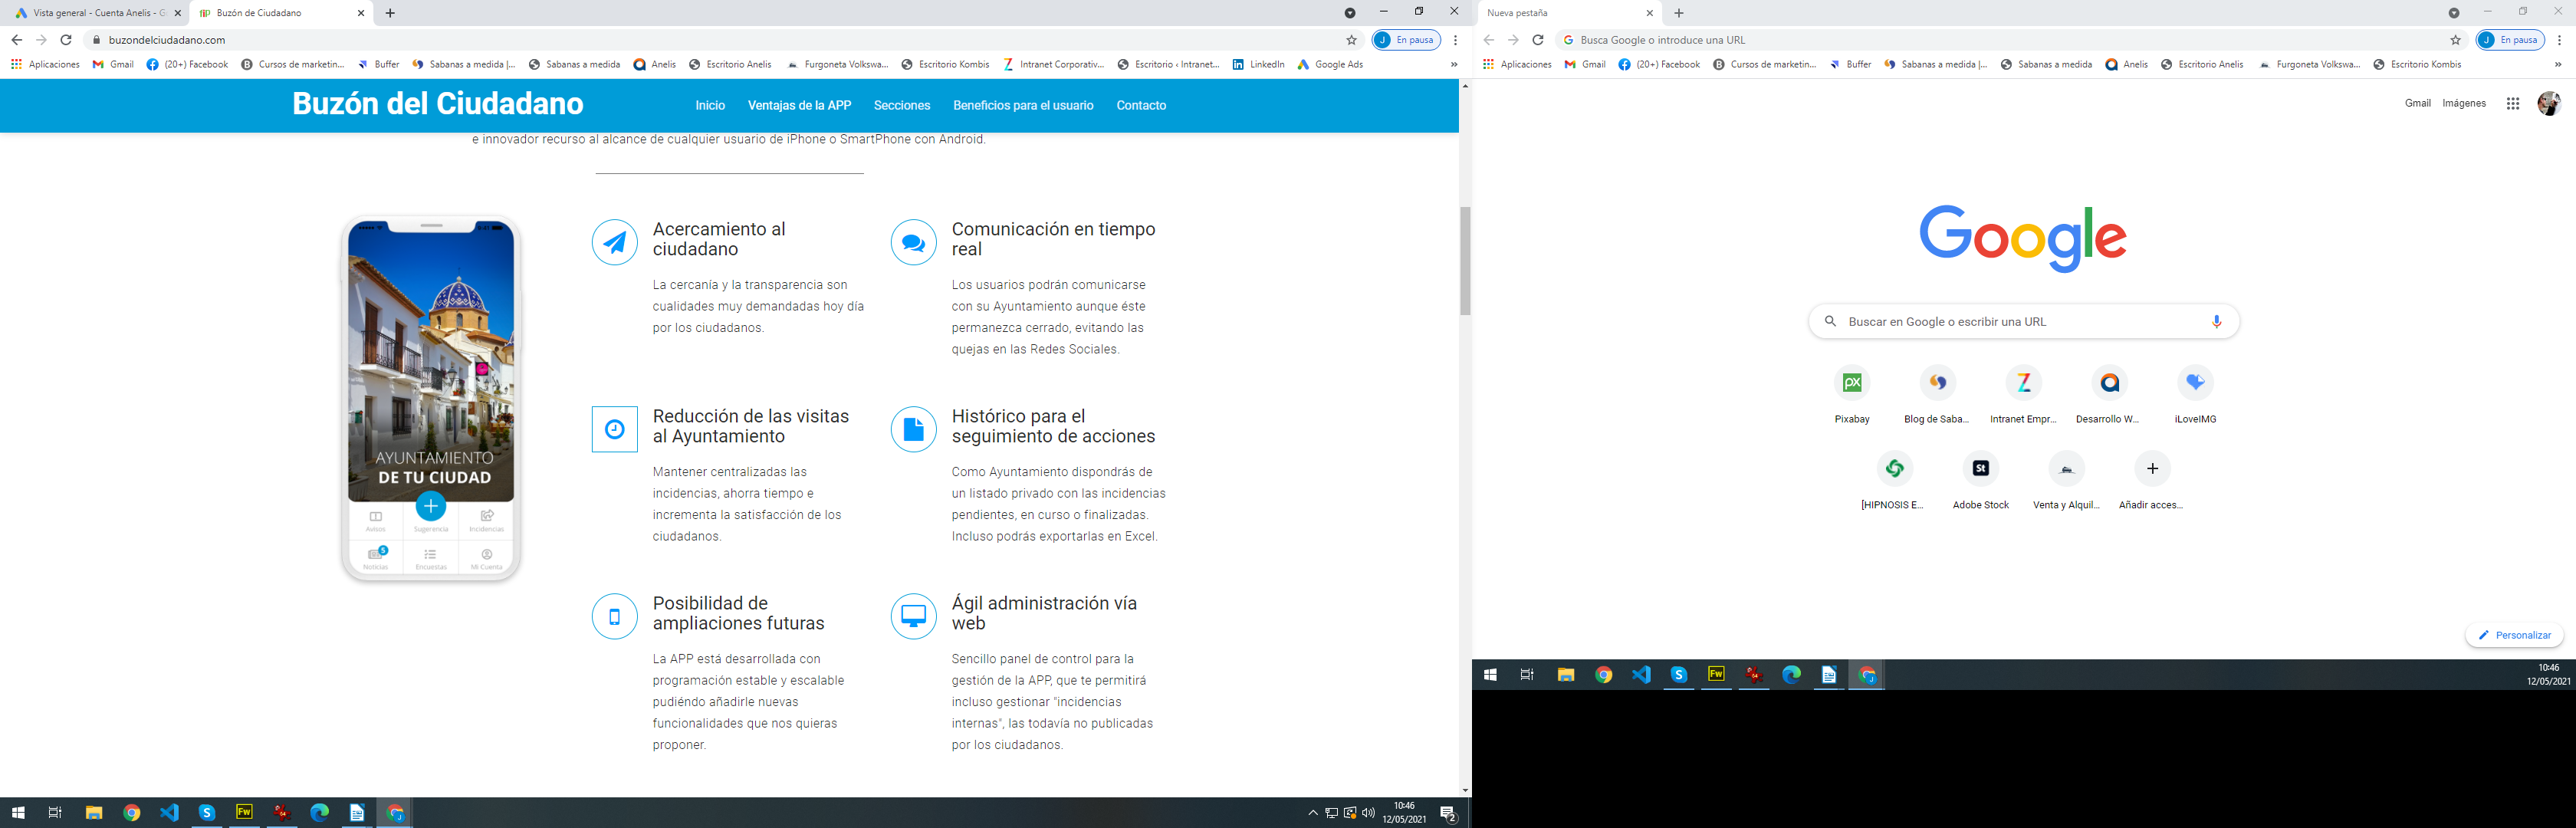 Vista general - Cuenta Anelis - G
Buzón de Ciudadano
buzondelciudadano.com
En pausa
Aplicaciones
Gmail
(20+) Facebook
Cursos de marketin...
Buffer
Sabanas a medida |...
Sabanas a medida
Anelis
Escritorio Anelis
Furgoneta Volkswa...
Escritorio Kombis
Intranet Corporativ...
Escritorio ‹ Intranet...
LinkedIn
Google Ads
»
Buzón del Ciudadano
Inicio
Ventajas de la APP
Secciones
Beneficios para el usuario
Contacto
e innovador recurso al alcance de cualquier usuario de iPhone o SmartPhone con Android.
9:41
AYUNTAMIENTO
DE TU CIUDAD
Avisos
Sugerencia
Incidencias
5
Noticias
Encuestas
Mi Cuenta
Acercamiento al
ciudadano
La cercanía y la transparencia son
cualidades muy demandadas hoy día
por los ciudadanos.
Comunicación en tiempo
real
Los usuarios podrán comunicarse
con su Ayuntamiento aunque éste
permanezca cerrado, evitando las
quejas en las Redes Sociales.
Reducción de las visitas
al Ayuntamiento
Mantener centralizadas las
incidencias, ahorra tiempo e
incrementa la satisfacción de los
ciudadanos.
Histórico para el
seguimiento de acciones
Como Ayuntamiento dispondrás de
un listado privado con las incidencias
pendientes, en curso o finalizadas.
Incluso podrás exportarlas en Excel.
Posibilidad de
ampliaciones futuras
La APP está desarrollada con
programación estable y escalable
pudiéndo añadirle nuevas
funcionalidades que nos quieras
proponer.
Ágil administración vía
web
Sencillo panel de control para la
gestión de la APP, que te permitirá
incluso gestionar "incidencias
internas", las todavía no publicadas
por los ciudadanos.
10:46
12/05/2021
2
Nueva pestaña
Busca Google o introduce una URL
En pausa
Aplicaciones
Gmail
(20+) Facebook
Cursos de marketin...
Buffer
Sabanas a medida |...
Sabanas a medida
Anelis
Escritorio Anelis
Furgoneta Volkswa...
Escritorio Kombis
»
Gmail
Imágenes
Google
Buscar en Google o escribir una URL
Pixabay
Blog de Saba...
Intranet Empr...
Desarrollo W...
iLoveIMG
[HIPNOSIS E...
Adobe Stock
Venta y Alquil...
Añadir acces...
Personalizar
10:46
12/05/2021